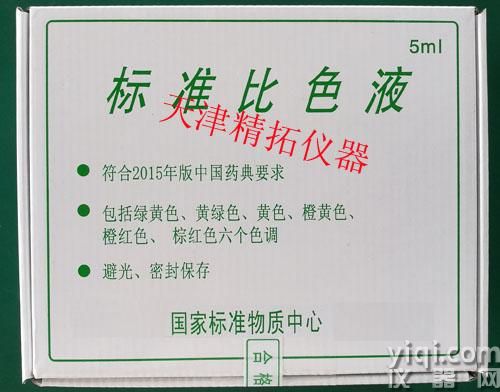 5ml
标准比色液
天津精拓仪器
符合2015年版中国药典要求
包括绿黄色、黄绿色、黄色、橙黄色、
橙红色、棕红色六个色调
避光、密封保存
国家标准物质中心
合格
yiqi.com
仪器网